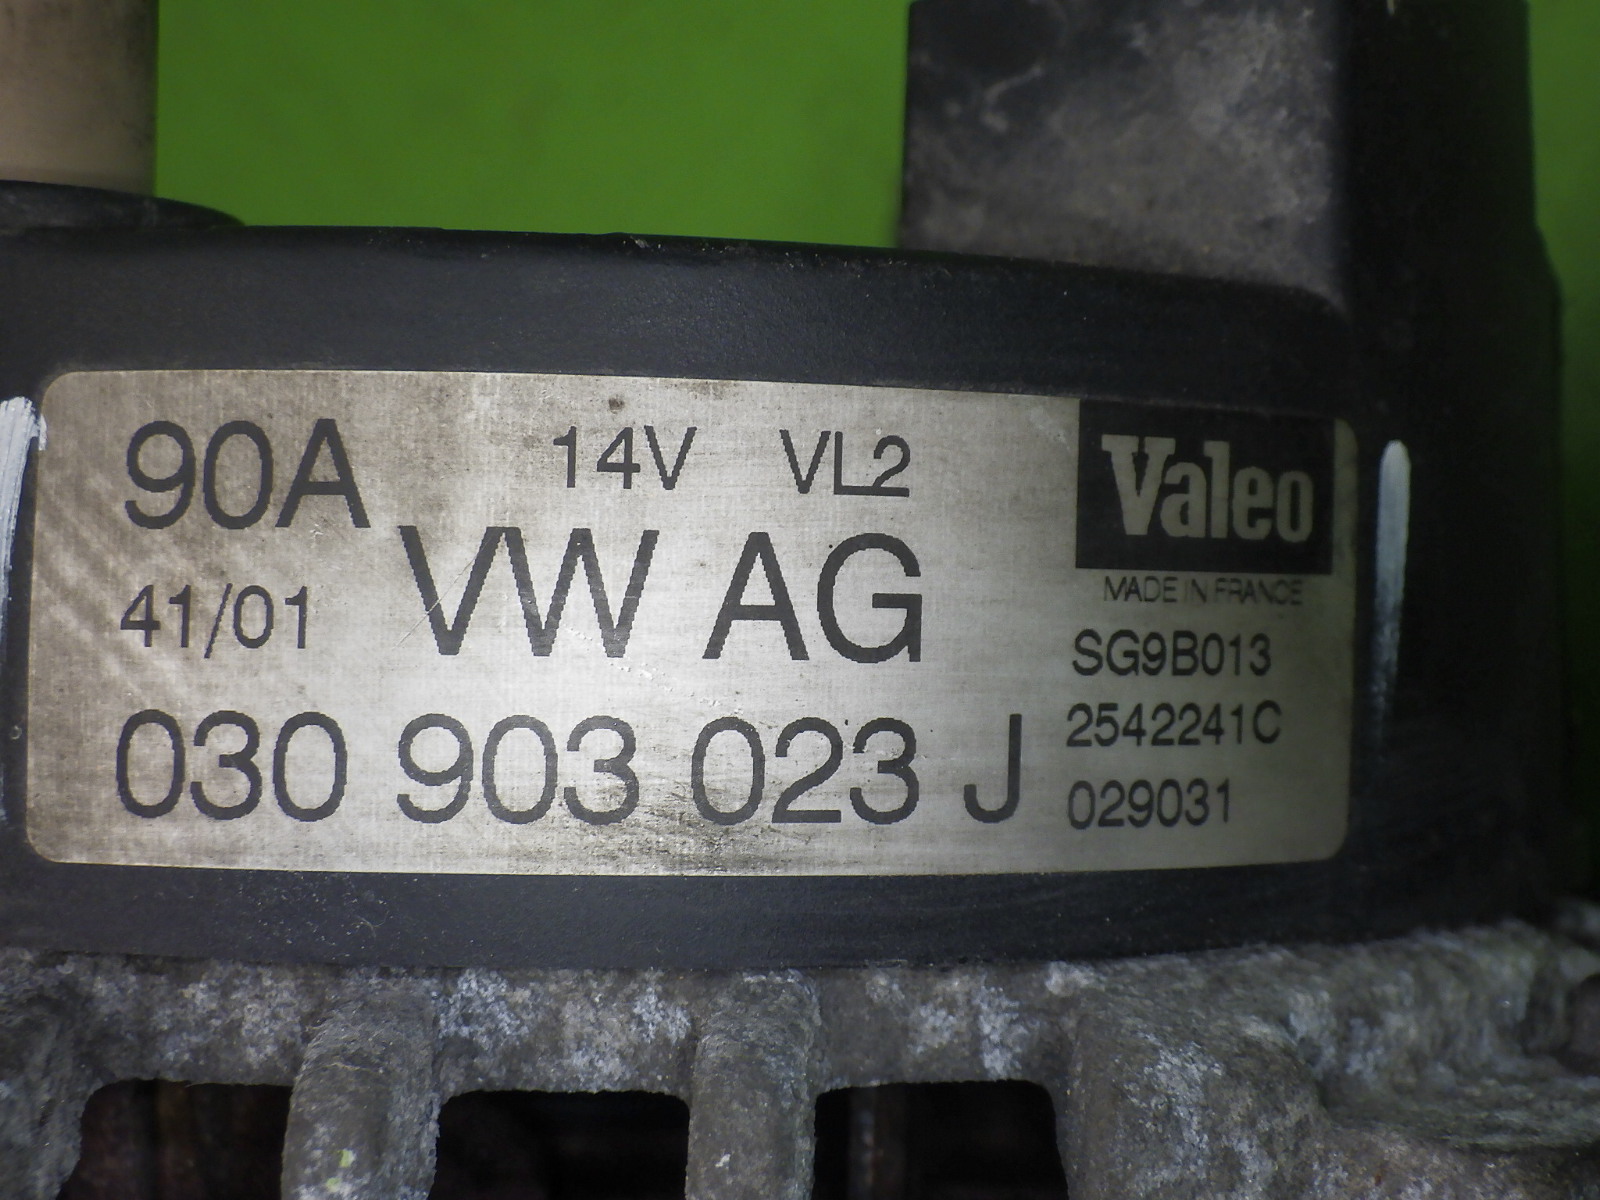 90A 14V VL2
Valeo
41/01 VW AG
MADE IN FRANCE
SG9B013
030 903 023 J
2542241C
029031